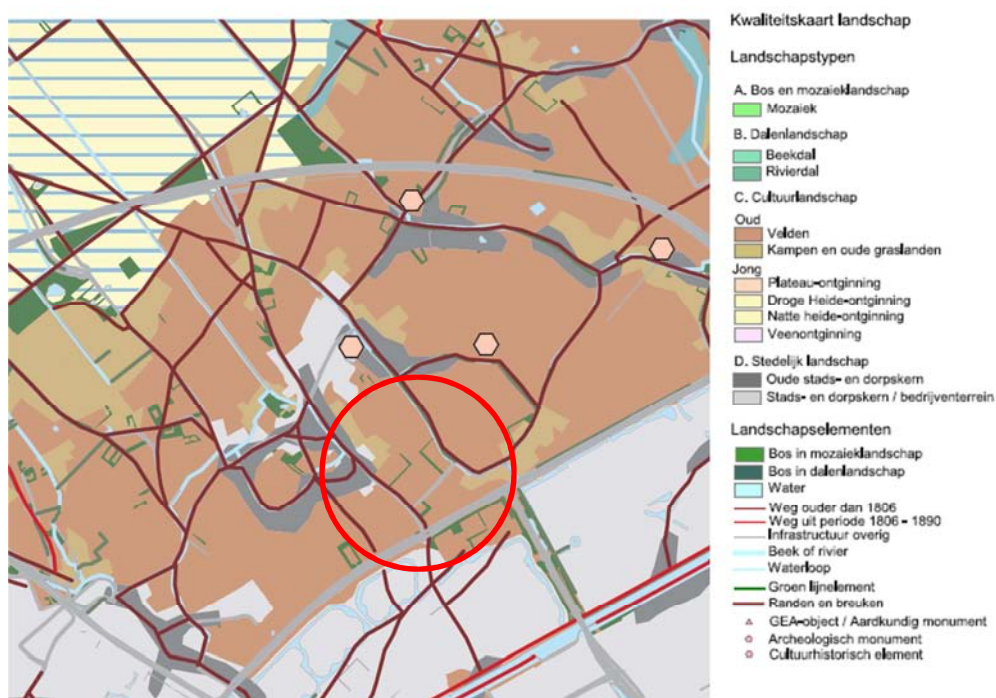 Kwaliteitskaart landschap
Landschapstypen
A. Bos en mozaieklandschap
Mozaiek
B. Dalenlandschap
Beekdal
Rivierdal
C. Cultuurlandschap
Oud
Velden
Kampen en oude graslanden
Jong
Plateau-ontginning
Droge Heide-ontginning
Natte heide-ontginning
Veenontginning
D. Stedelijk landschap
Oude stads- en dorpskern
Stads- en dorpskern / bedrijventerrein
Landschapselementen
Bos in mozaieklandschap
Bos in dalenlandschap
Water
Weg ouder dan 1806
Weg uit periode 1806 - 1890
Infrastructuur overig
Beek of rivier
Waterloop
Groen lijnelement
Randen en breuken
GEA-object / Aardkundig monument
Archeologisch monument
Cultuurhistorisch element